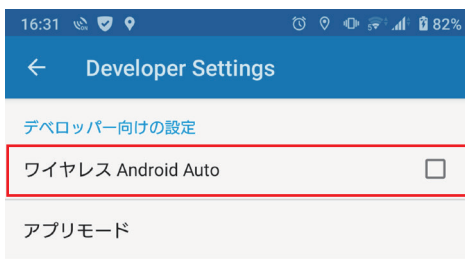 16:31 82%
Developer Settings
デベロッパー向けの設定
ワイヤレス Android Auto
アプリモード